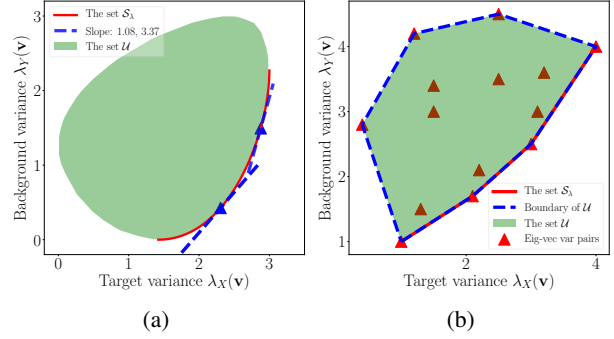 3
2
1
0
0
1
2
3
Background variance λ_Y(v)
Target variance λ_X(v)
The set S_λ
Slope: 1.08, 3.37
The set U
(a)
4
3
2
1
2
4
Background variance λ_Y(v)
Target variance λ_X(v)
The set S_λ
Boundary of U
The set U
Eig-vec var pairs
(b)